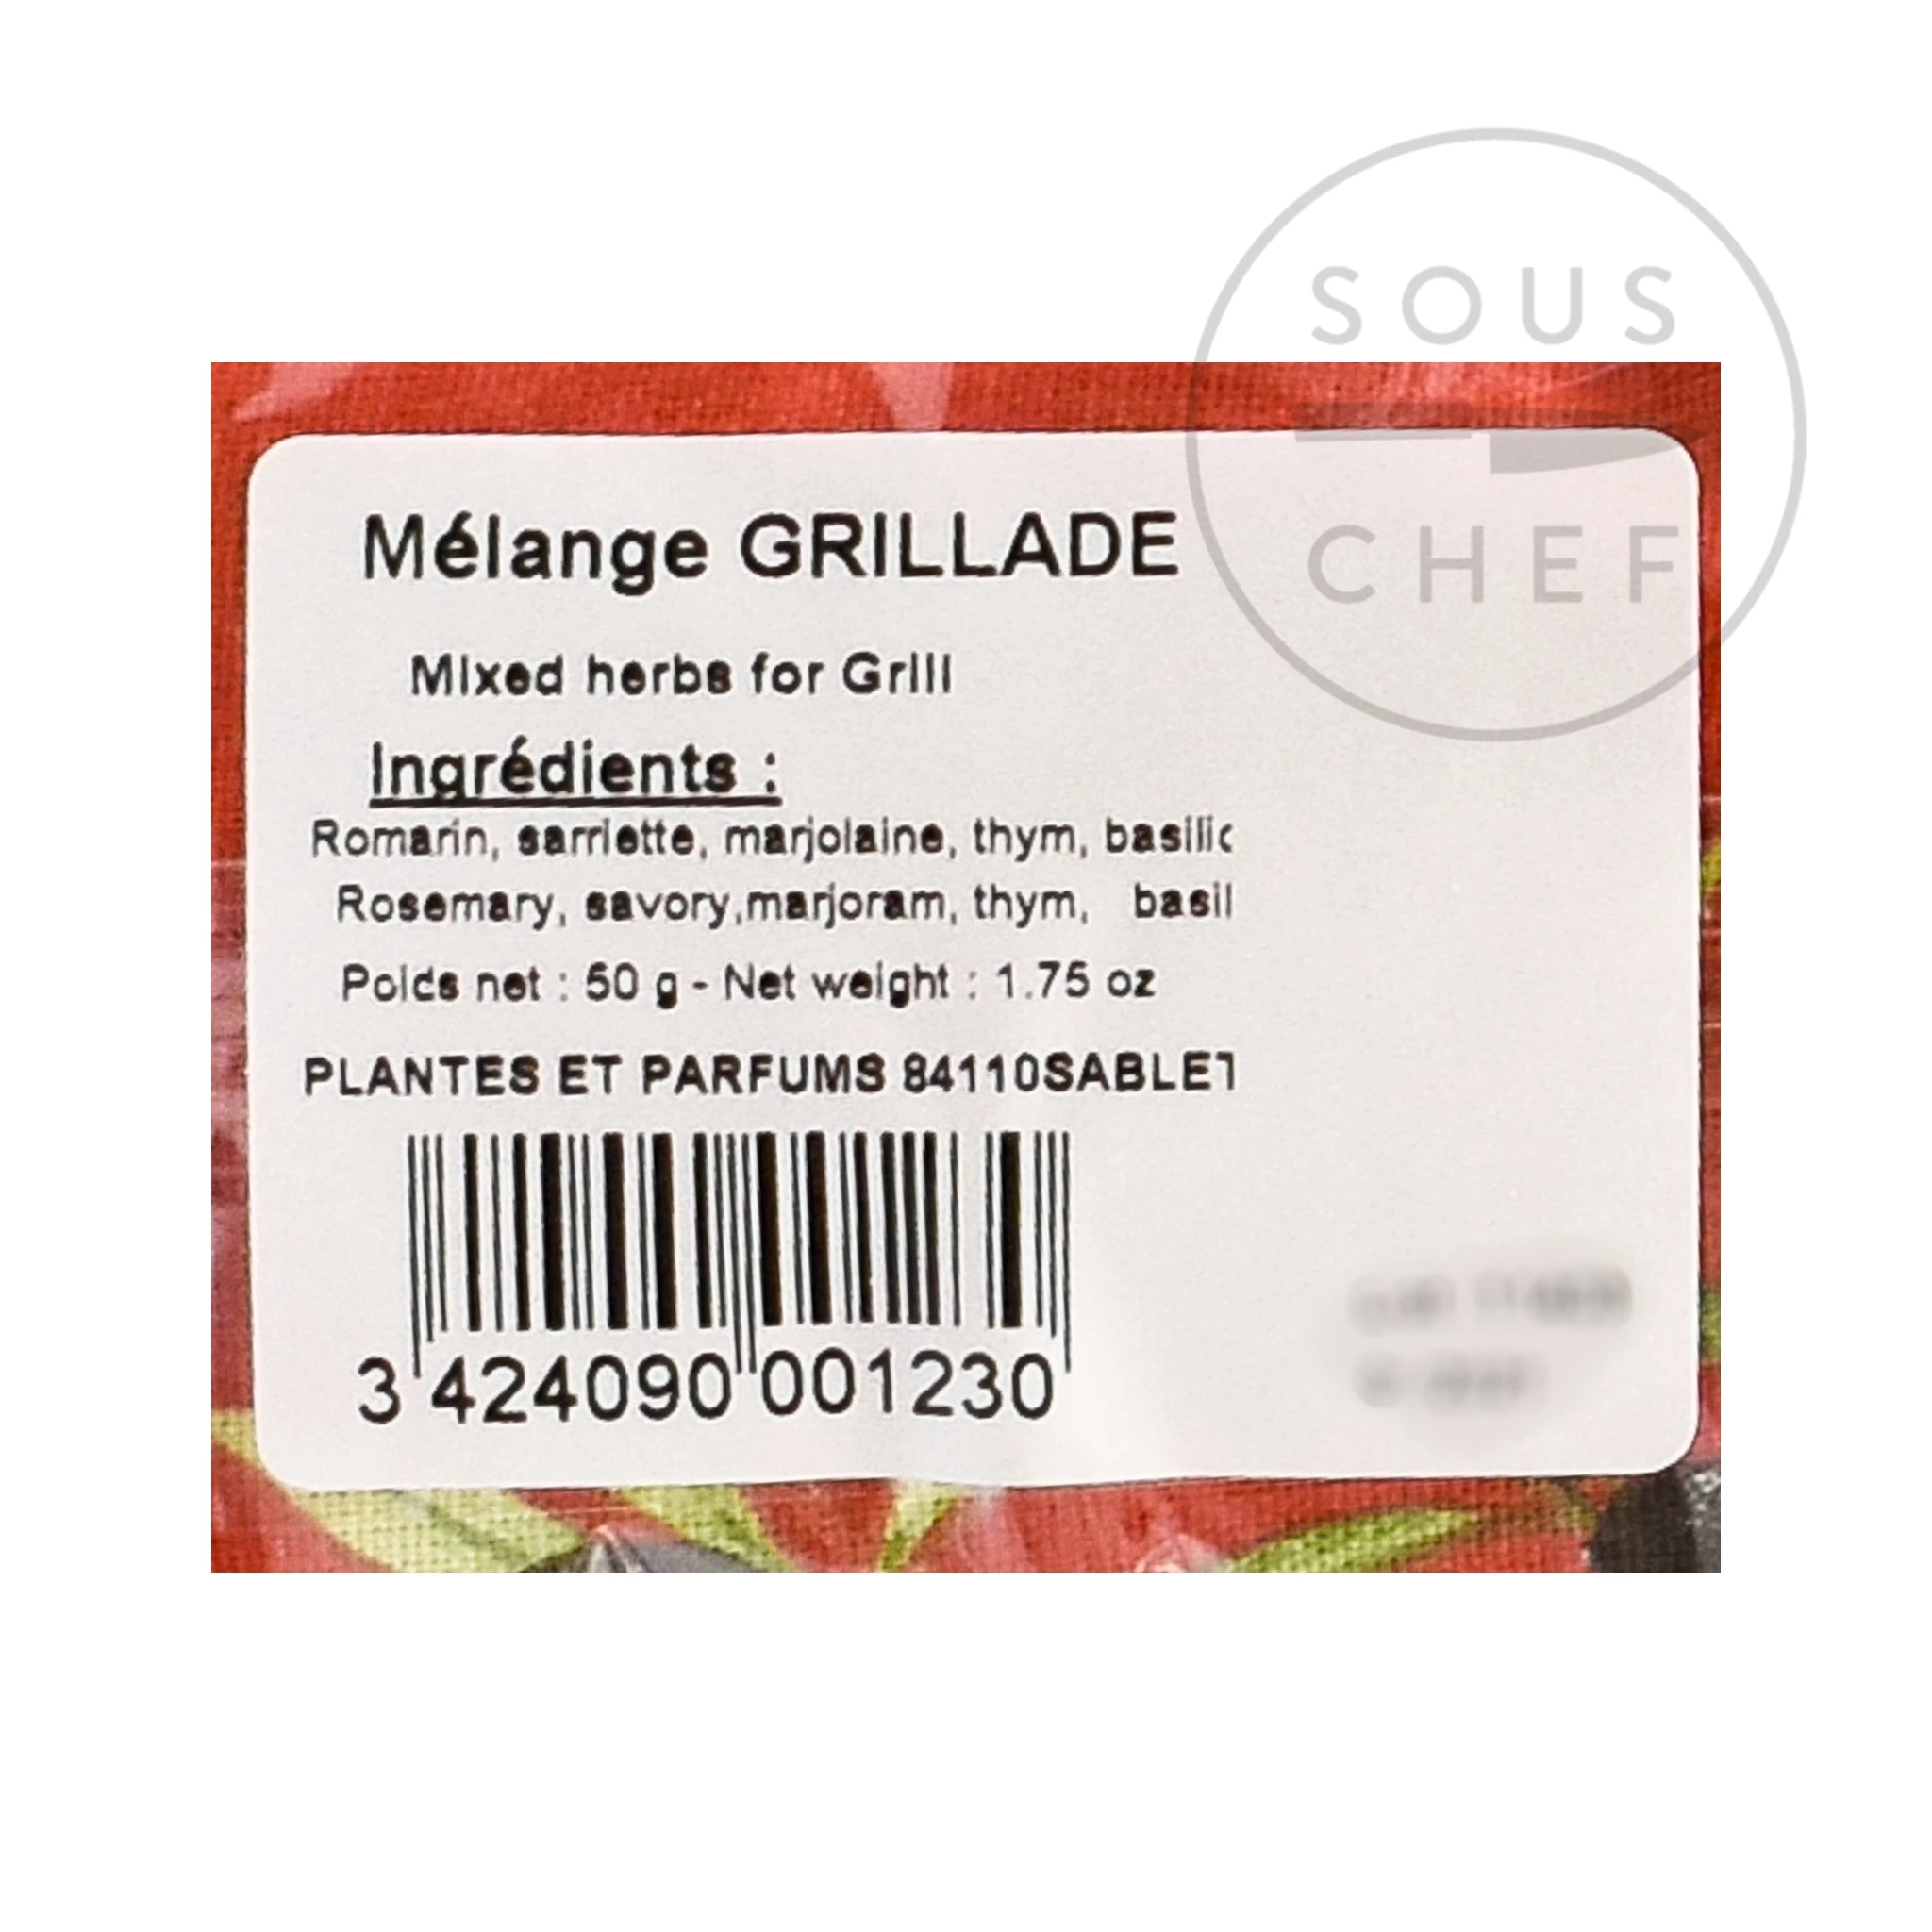 SOUS
CHEF
Mélange GRILLADE
Mixed herbs for Grill
Ingrédients :
Romarin, sarriette, marjolaine, thym, basilic
Rosemary, savory,marjoram, thym, basil
Poids net : 50 g - Net weight : 1.75 oz
PLANTES ET PARFUMS 84110SABLET
3 424090 001230